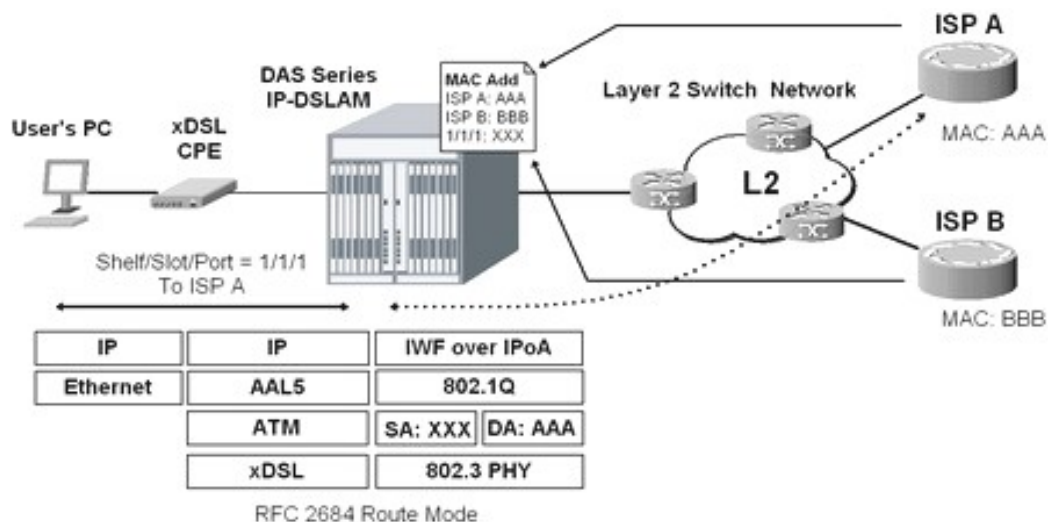 ISP A
DAS Series
IP-DSLAM
MAC Add
ISP A: AAA
ISP B: BBB
1/1/1; XXX
Layer 2 Switch Network
User's PC
xDSL
CPE
MAC: AAA
L2
ISP B
Shelf/Slot/Port = 1/1/1
To ISP A
MAC: BBB
IP
IP
IWF over IPoA
Ethernet
AAL5
802.1Q
ATM
SA: XXX
DA: AAA
xDSL
802.3 PHY
RFC 2684 Route Mode